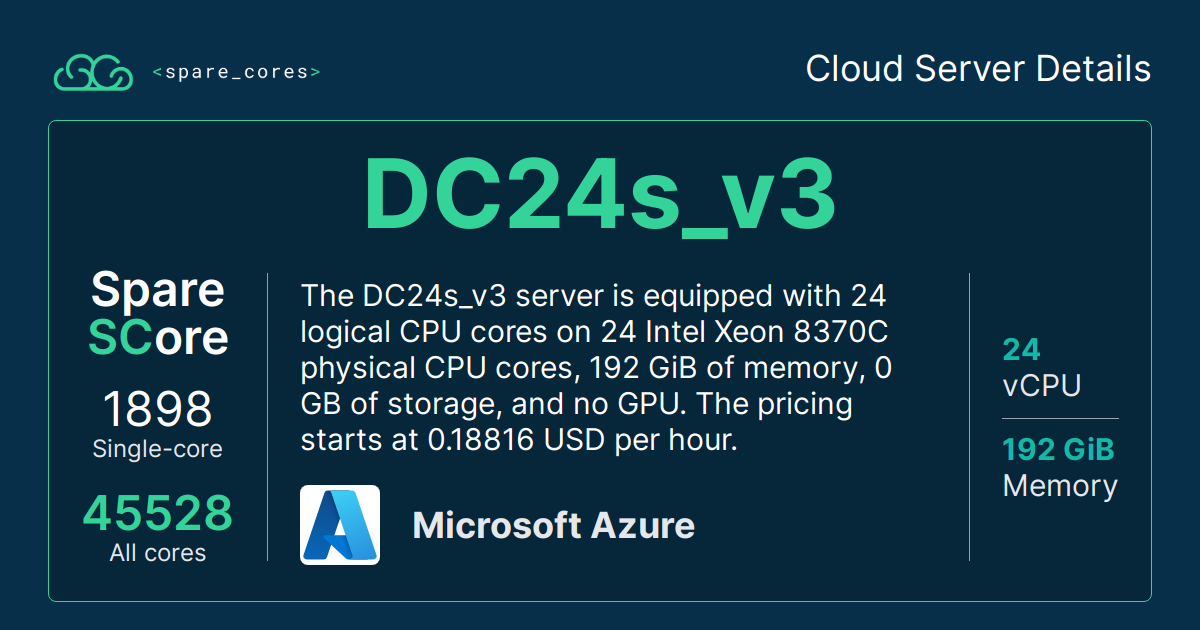 <spare_cores>
Cloud Server Details
DC24s_v3
Spare
SCore
1898
Single-core
45528
All cores
The DC24s_v3 server is equipped with 24
logical CPU cores on 24 Intel Xeon 8370C
physical CPU cores, 192 GiB of memory, 0
GB of storage, and no GPU. The pricing
starts at 0.18816 USD per hour.
Microsoft Azure
24
vCPU
192 GiB
Memory